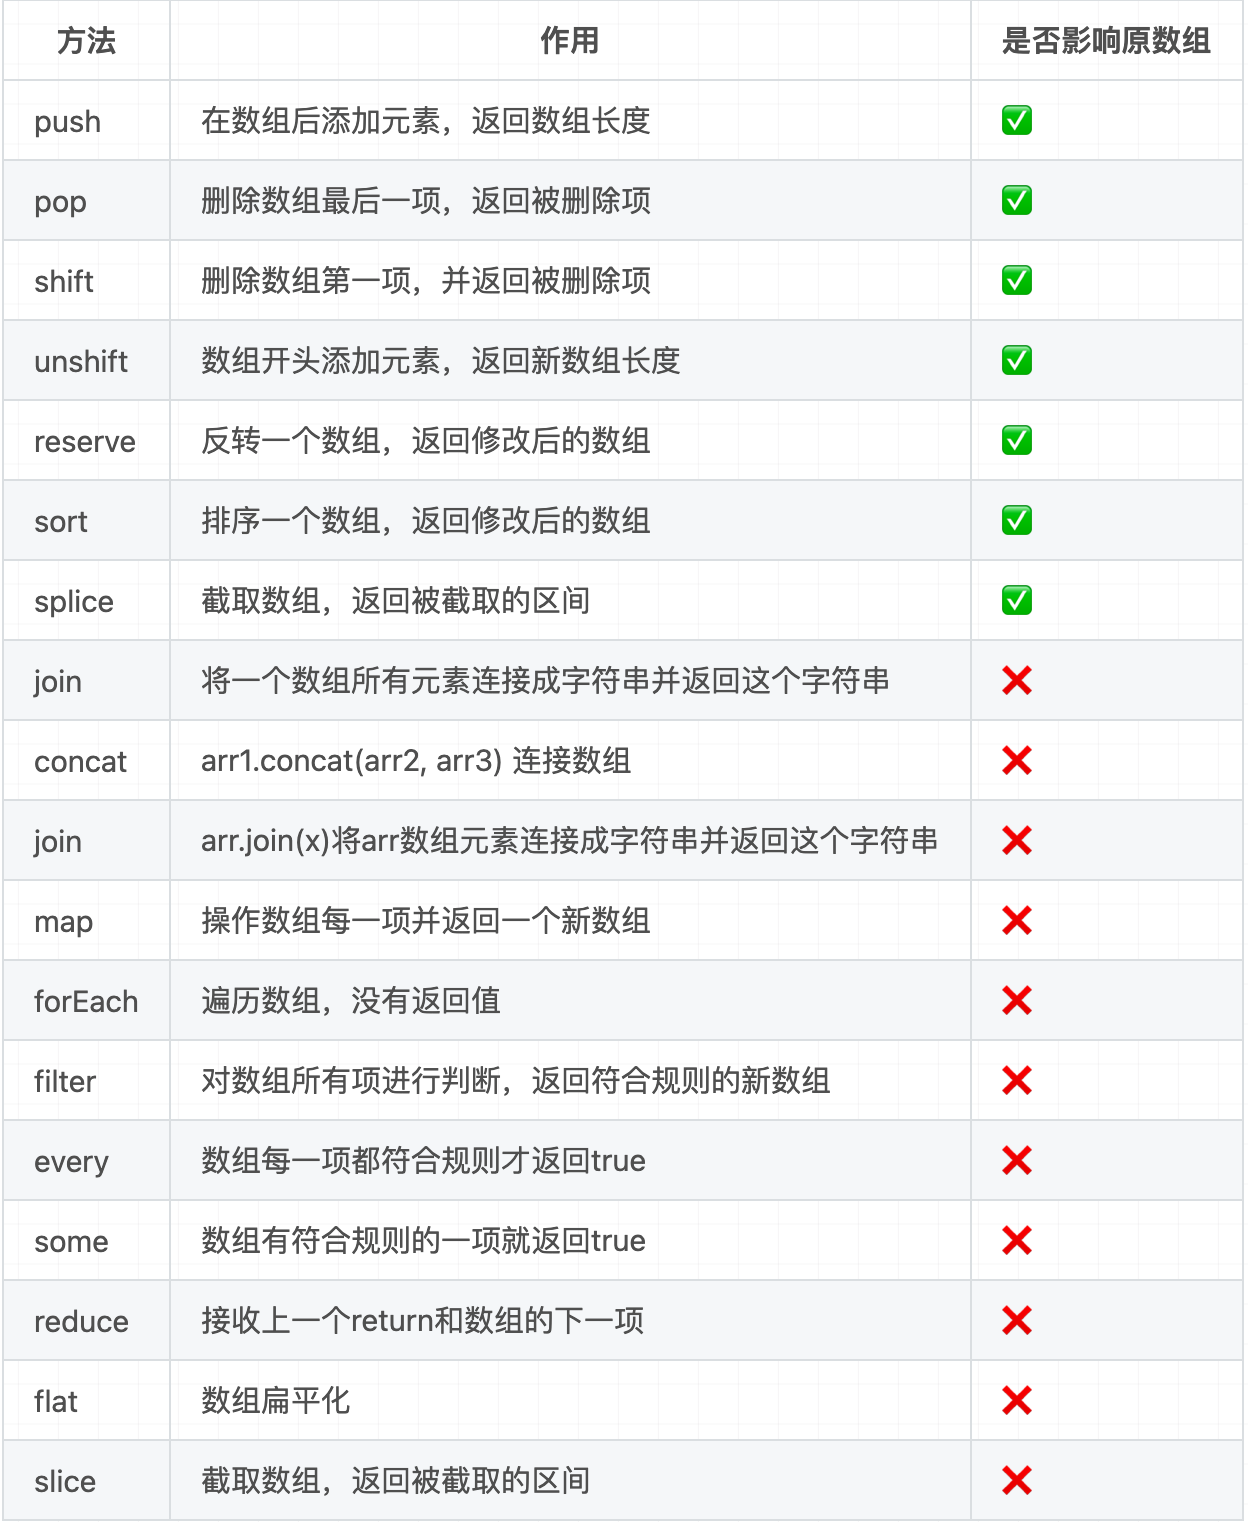 方法 作用 是否影响原数组
push 在数组后添加元素，返回数组长度 ✅
pop 删除数组最后一项，返回被删除项 ✅
shift 删除数组第一项，并返回被删除项 ✅
unshift 数组开头添加元素，返回新数组长度 ✅
reserve 反转一个数组，返回修改后的数组 ✅
sort 排序一个数组，返回修改后的数组 ✅
splice 截取数组，返回被截取的区间 ✅
join 将一个数组所有元素连接成字符串并返回这个字符串 ❌
concat arr1.concat(arr2, arr3) 连接数组 ❌
join arr.join(x)将arr数组元素连接成字符串并返回这个字符串 ❌
map 操作数组每一项并返回一个新数组 ❌
forEach 遍历数组，没有返回值 ❌
filter 对数组所有项进行判断，返回符合规则的新数组 ❌
every 数组每一项都符合规则才返回true ❌
some 数组有符合规则的一项就返回true ❌
reduce 接收上一个return和数组的下一项 ❌
flat 数组扁平化 ❌
slice 截取数组，返回被截取的区间 ❌